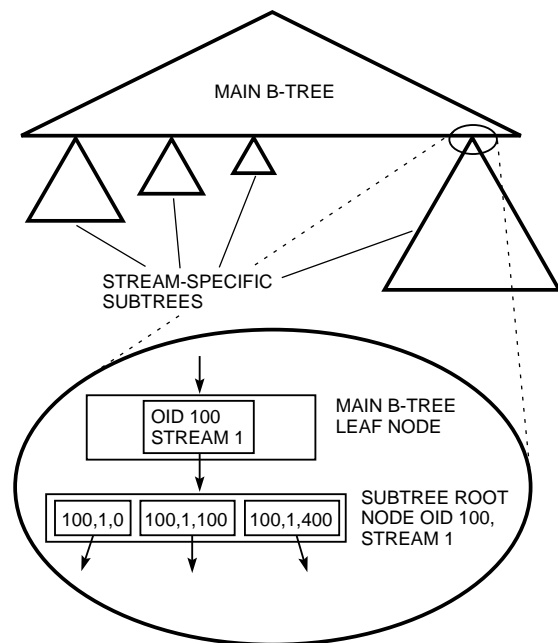 MAIN B-TREE
STREAM-SPECIFIC
SUBTREES
OID 100
STREAM 1
MAIN B-TREE
LEAF NODE
100,1,0 100,1,100 100,1,400
SUBTREE ROOT
NODE OID 100,
STREAM 1